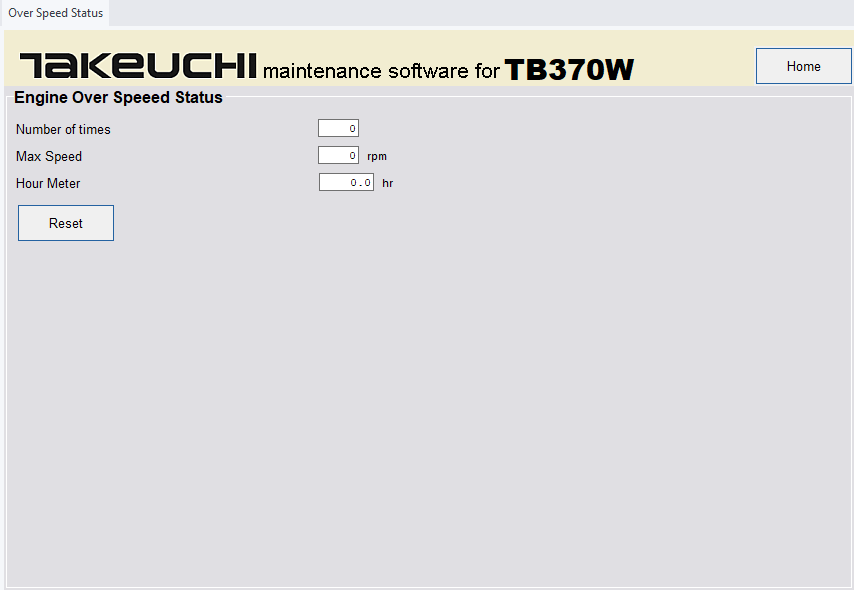 Over Speed Status
TAKEUCHI maintenance software for TB370W
Home
Engine Over Speeed Status
Number of times 0
Max Speed 0 rpm
Hour Meter 0.0 hr
Reset